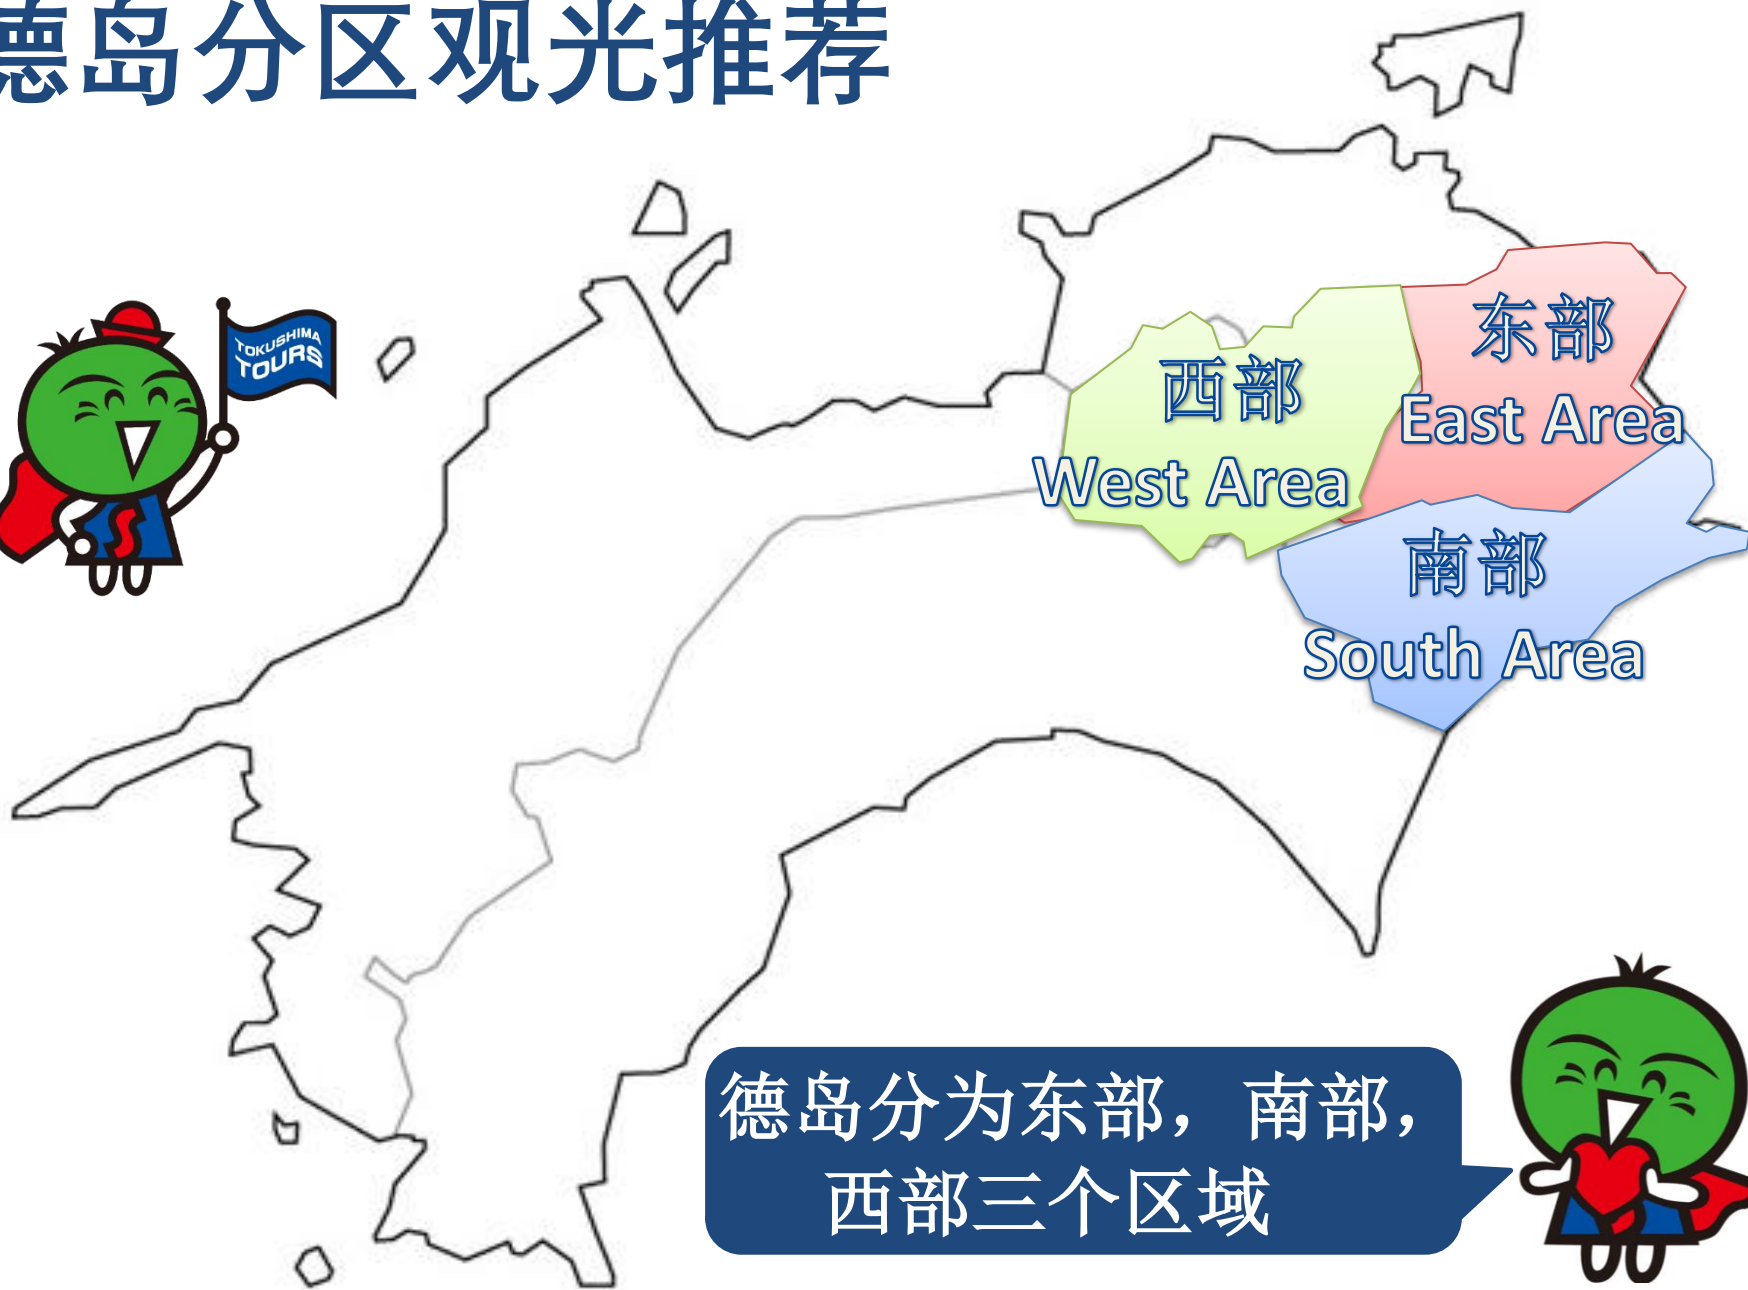 德岛分区观光推荐
TOKUSHIMA
TOURS
东部
East Area
西部
West Area
南部
South Area
德岛分为东部，南部，
西部三个区域